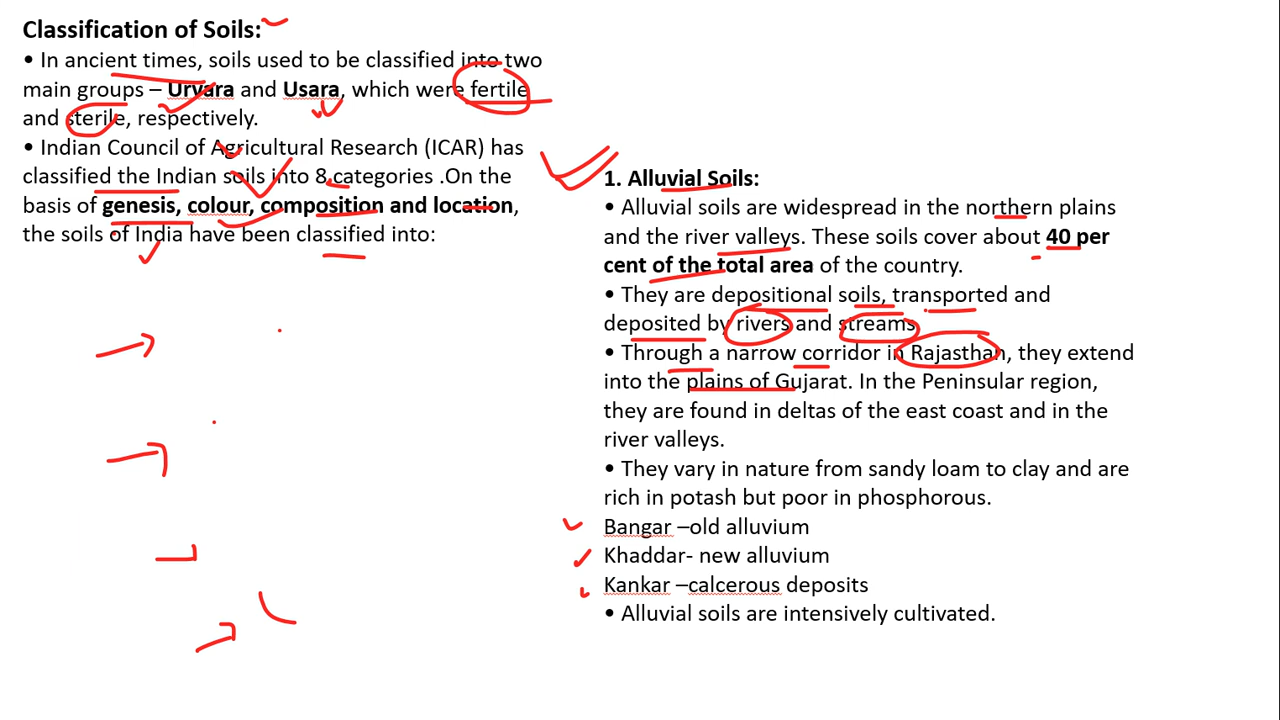 Classification of Soils:
• In ancient times, soils used to be classified into two
main groups – Urvara and Usara, which were fertile
and sterile, respectively.
• Indian Council of Agricultural Research (ICAR) has
classified the Indian soils into 8 categories .On the
basis of genesis, colour, composition and location,
the soils of India have been classified into:
1. Alluvial Soils:
• Alluvial soils are widespread in the northern plains
and the river valleys. These soils cover about 40 per
cent of the total area of the country.
• They are depositional soils, transported and
deposited by rivers and streams
• Through a narrow corridor in Rajasthan, they extend
into the plains of Gujarat. In the Peninsular region,
they are found in deltas of the east coast and in the
river valleys.
• They vary in nature from sandy loam to clay and are
rich in potash but poor in phosphorous.
Bangar –old alluvium
Khaddar- new alluvium
Kankar –calcerous deposits
• Alluvial soils are intensively cultivated.